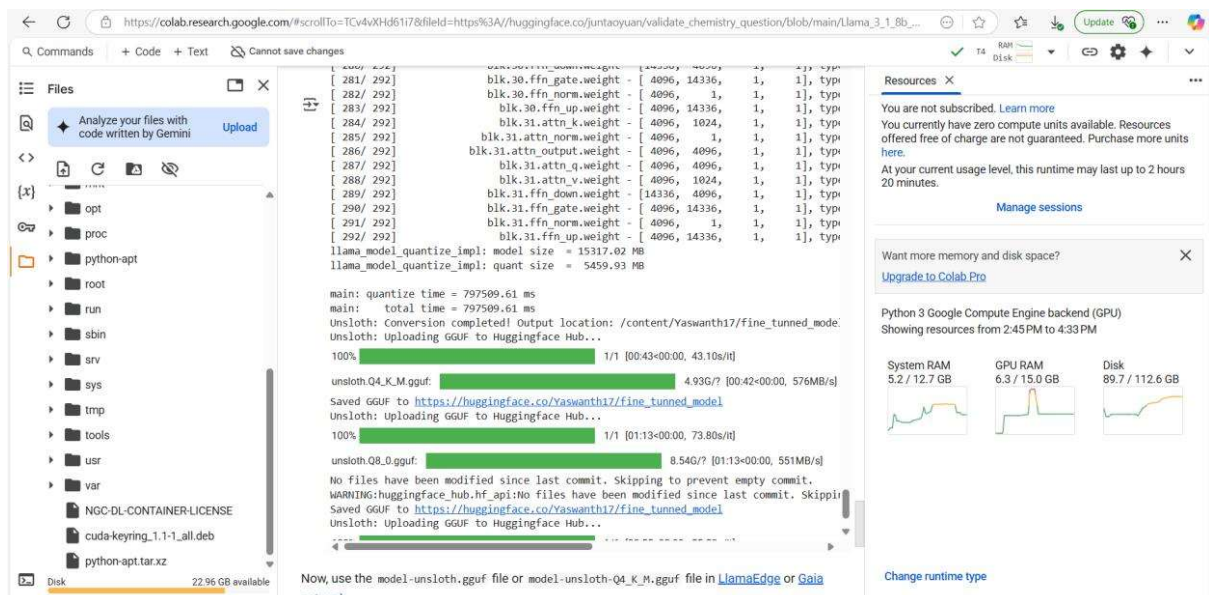 https://colab.research.google.com/#scrollTo=TCv4vXHd61i7&fileId=https%3A//huggingface.co/juntaoyuan/validate_chemistry_question/blob/main/Llama_3_1_8b_...
Update
Commands + Code + Text Cannot save changes
T4 RAM Disk
Files
Analyze your files with code written by Gemini
Upload
opt
proc
python-apt
root
run
sbin
srv
sys
tmp
tools
usr
var
NGC-DL-CONTAINER-LICENSE
cuda-keyring_1.1-1_all.deb
python-apt.tar.xz
Disk 22.96 GB available
[ 281/ 292] blk.30.ffn_gate.weight - [ 4096, 14336, 1, 1], type
[ 282/ 292] blk.30.ffn_norm.weight - [ 4096, 1, 1, 1], type
[ 283/ 292] blk.30.ffn_up.weight - [ 4096, 14336, 1, 1], type
[ 284/ 292] blk.31.attn_k.weight - [ 4096, 1024, 1, 1], type
[ 285/ 292] blk.31.attn_norm.weight - [ 4096, 1, 1, 1], type
[ 286/ 292] blk.31.attn_output.weight - [ 4096, 4096, 1, 1], type
[ 287/ 292] blk.31.attn_q.weight - [ 4096, 4096, 1, 1], type
[ 288/ 292] blk.31.attn_v.weight - [ 4096, 1024, 1, 1], type
[ 289/ 292] blk.31.ffn_down.weight - [14336, 4096, 1, 1], type
[ 290/ 292] blk.31.ffn_gate.weight - [ 4096, 14336, 1, 1], type
[ 291/ 292] blk.31.ffn_norm.weight - [ 4096, 1, 1, 1], type
[ 292/ 292] blk.31.ffn_up.weight - [ 4096, 14336, 1, 1], type
llama_model_quantize_impl: model size = 15317.02 MB
llama_model_quantize_impl: quant size = 5459.93 MB
main: quantize time = 797509.61 ms
main: total time = 797509.61 ms
Unsloth: Conversion completed! Output location: /content/Yaswanth17/fine_tunned_model
Unsloth: Uploading GGUF to Huggingface Hub...
100% 1/1 [00:43<00:00, 43.10s/it]
unsloth.Q4_K_M.gguf: 4.93G/? [00:42<00:00, 576MB/s]
Saved GGUF to https://huggingface.co/Yaswanth17/fine_tunned_model
Unsloth: Uploading GGUF to Huggingface Hub...
100% 1/1 [01:13<00:00, 73.80s/it]
unsloth.Q8_0.gguf: 8.54G/? [01:13<00:00, 551MB/s]
No files have been modified since last commit. Skipping to prevent empty commit.
WARNING:huggingface_hub.hf_api:No files have been modified since last commit. Skippin
Saved GGUF to https://huggingface.co/Yaswanth17/fine_tunned_model
Unsloth: Uploading GGUF to Huggingface Hub...
Now, use the model-unsloth.gguf file or model-unsloth-Q4_K_M.gguf file in LlamaEdge or Gaia
Resources
You are not subscribed. Learn more
You currently have zero compute units available. Resources
offered free of charge are not guaranteed. Purchase more units
here.
At your current usage level, this runtime may last up to 2 hours
20 minutes.
Manage sessions
Want more memory and disk space?
Upgrade to Colab Pro
Python 3 Google Compute Engine backend (GPU)
Showing resources from 2:45 PM to 4:33 PM
System RAM GPU RAM Disk
5.2 / 12.7 GB 6.3 / 15.0 GB 89.7 / 112.6 GB
Change runtime type